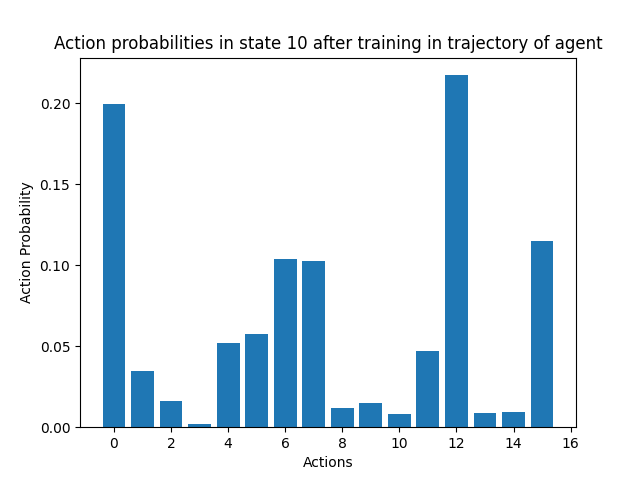 Action probabilities in state 10 after training in trajectory of agent
0.20
0.15
0.10
0.05
0.00
Action Probability
0 2 4 6 8 10 12 14 16
Actions